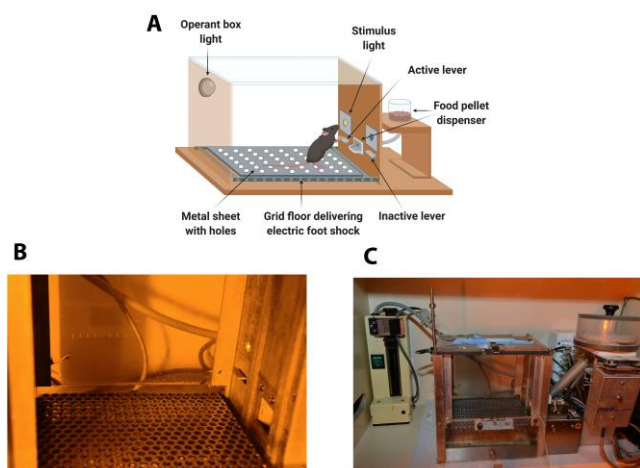 A
Operant box
light
Stimulus
light
Active lever
Food pellet
dispenser
Metal sheet
with holes
Grid floor delivering
electric foot shock
Inactive lever
B
C